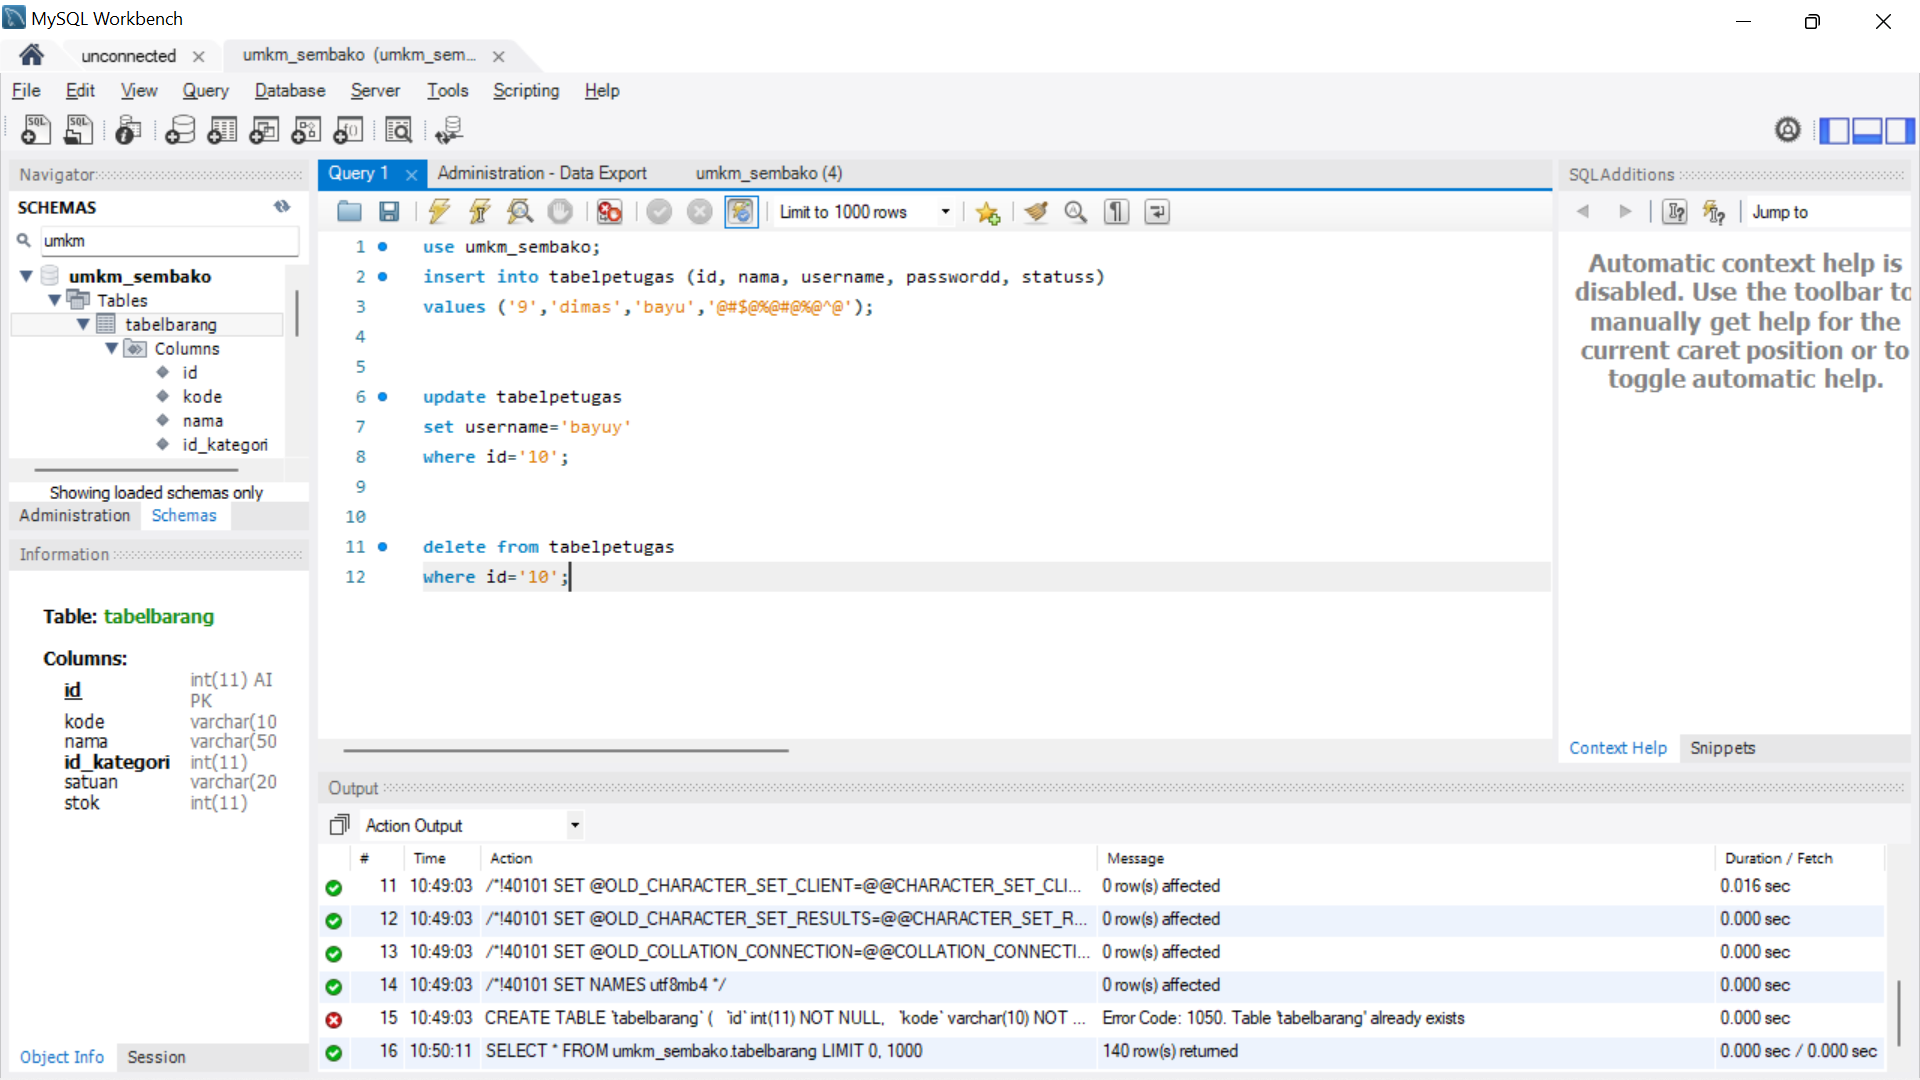 MySQL Workbench
unconnected
umkm_sembako (umkm_sem...
File Edit View Query Database Server Tools Scripting Help
Navigator
SCHEMAS
umkm
umkm_sembako
Tables
tabelbarang
Columns
id
kode
nama
id_kategori
Showing loaded schemas only
Administration Schemas
Information
Table: tabelbarang
Columns:
id int(11) AI
PK
kode varchar(10
nama varchar(50
id_kategori int(11)
satuan varchar(20
stok int(11)
Object Info Session
Query 1 Administration - Data Export umkm_sembako (4)
Limit to 1000 rows
1 use umkm_sembako;
2 insert into tabelpetugas (id, nama, username, passwordd, statuss)
3 values ('9','dimas','bayu','@#$@%@#@%@^@');
4
5
6 update tabelpetugas
7 set username='bayuy'
8 where id='10';
9
10
11 delete from tabelpetugas
12 where id='10';
SQLAdditions
Jump to
Automatic context help is
disabled. Use the toolbar to
manually get help for the
current caret position or to
toggle automatic help.
Context Help Snippets
Output
Action Output
# Time Action Message Duration / Fetch
11 10:49:03 /*!40101 SET @OLD_CHARACTER_SET_CLIENT=@@CHARACTER_SET_CLI... 0 row(s) affected 0.016 sec
12 10:49:03 /*!40101 SET @OLD_CHARACTER_SET_RESULTS=@@CHARACTER_SET_R... 0 row(s) affected 0.000 sec
13 10:49:03 /*!40101 SET @OLD_COLLATION_CONNECTION=@@COLLATION_CONNECTI... 0 row(s) affected 0.000 sec
14 10:49:03 /*!40101 SET NAMES utf8mb4 */ 0 row(s) affected 0.000 sec
15 10:49:03 CREATE TABLE `tabelbarang` ( `id` int(11) NOT NULL, `kode` varchar(10) NOT ... Error Code: 1050. Table 'tabelbarang' already exists 0.000 sec
16 10:50:11 SELECT * FROM umkm_sembako.tabelbarang LIMIT 0, 1000 140 row(s) returned 0.000 sec / 0.000 sec